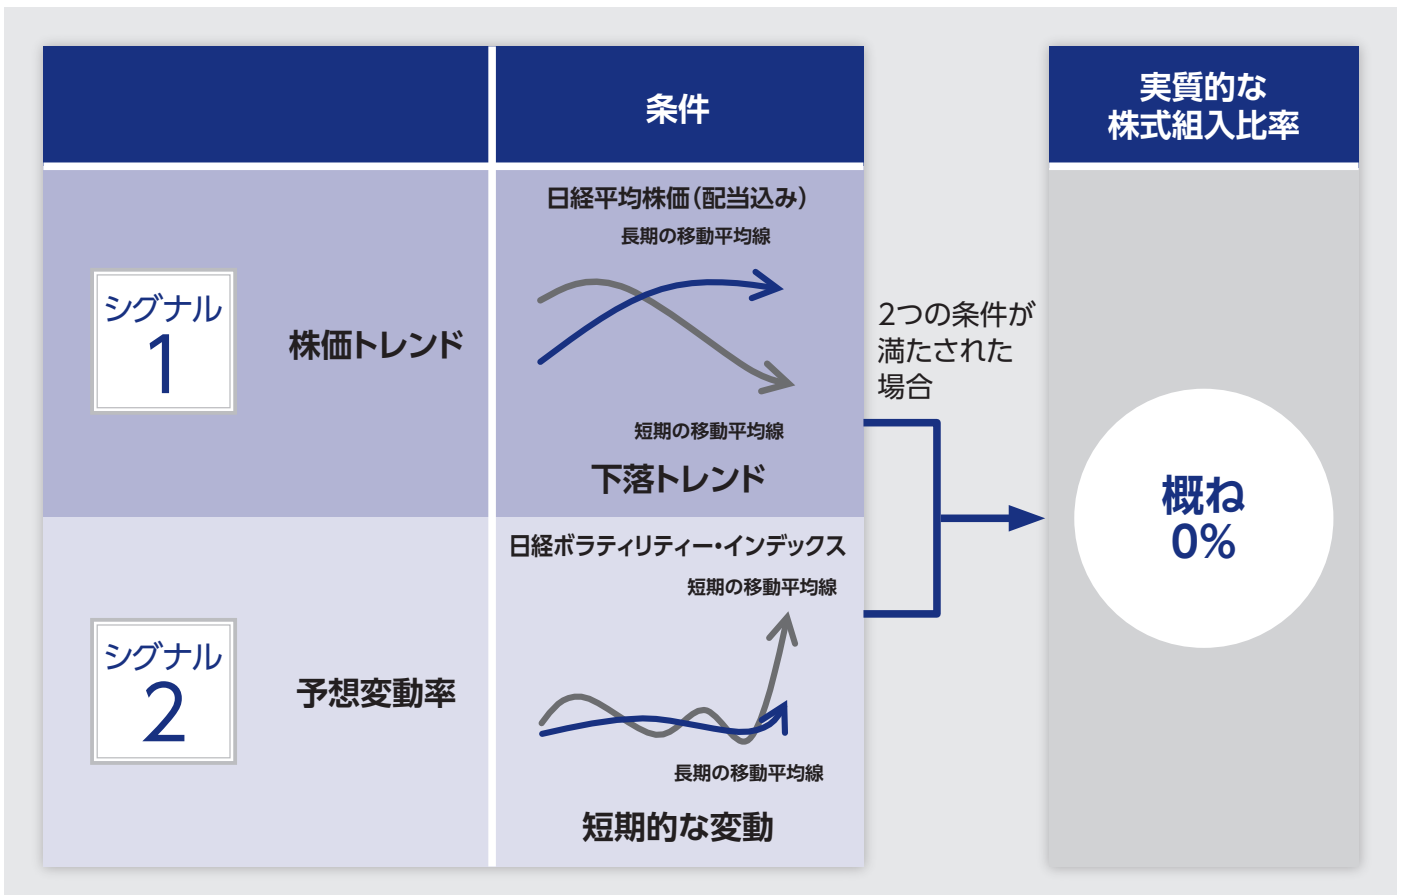 条件
実質的な
株式組入比率
シグナル
1
株価トレンド
日経平均株価(配当込み)
長期の移動平均線
短期の移動平均線
下落トレンド
シグナル
2
予想変動率
日経ボラティリティー・インデックス
短期の移動平均線
長期の移動平均線
短期的な変動
2つの条件が
満たされた
場合
概ね
0%